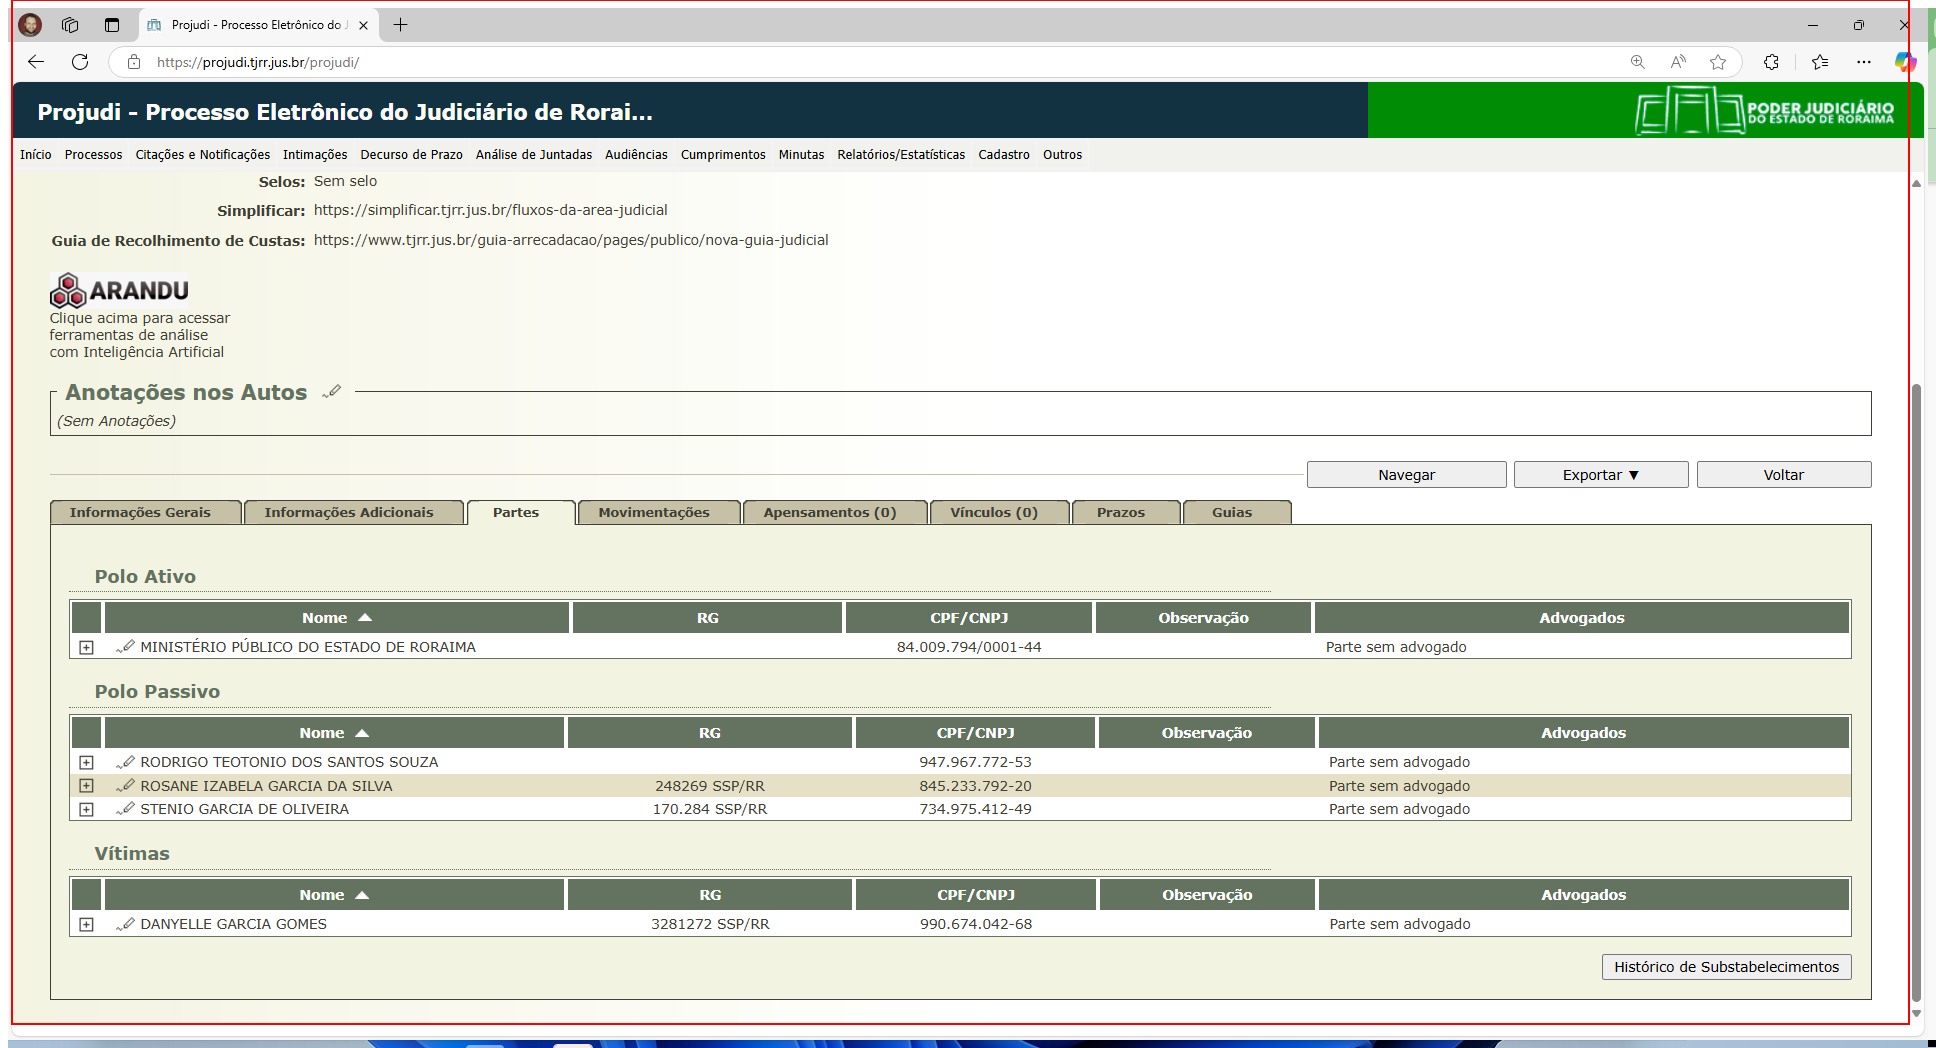 Projudi - Processo Eletrônico do J
https://projudi.tjrr.jus.br/projudi/
Projudi - Processo Eletrônico do Judiciário de Rorai...
PODER JUDICIÁRIO
DO ESTADO DE RORAIMA
Início Processos Citações e Notificações Intimações Decurso de Prazo Análise de Juntadas Audiências Cumprimentos Minutas Relatórios/Estatísticas Cadastro Outros
Selos: Sem selo
Simplificar: https://simplificar.tjrr.jus.br/fluxos-da-area-judicial
Guia de Recolhimento de Custas: https://www.tjrr.jus.br/guia-arrecadacao/pages/publico/nova-guia-judicial
ARANDU
Clique acima para acessar
ferramentas de análise
com Inteligência Artificial
Anotações nos Autos
(Sem Anotações)
Navegar Exportar ▼ Voltar
Informações Gerais Informações Adicionais Partes Movimentações Apensamentos (0) Vínculos (0) Prazos Guias
Polo Ativo
Nome RG CPF/CNPJ Observação Advogados
MINISTÉRIO PÚBLICO DO ESTADO DE RORAIMA 84.009.794/0001-44 Parte sem advogado
Polo Passivo
Nome RG CPF/CNPJ Observação Advogados
RODRIGO TEOTONIO DOS SANTOS SOUZA 947.967.772-53 Parte sem advogado
ROSANE IZABELA GARCIA DA SILVA 248269 SSP/RR 845.233.792-20 Parte sem advogado
STENIO GARCIA DE OLIVEIRA 170.284 SSP/RR 734.975.412-49 Parte sem advogado
Vítimas
Nome RG CPF/CNPJ Observação Advogados
DANYELLE GARCIA GOMES 3281272 SSP/RR 990.674.042-68 Parte sem advogado
Histórico de Substabelecimentos